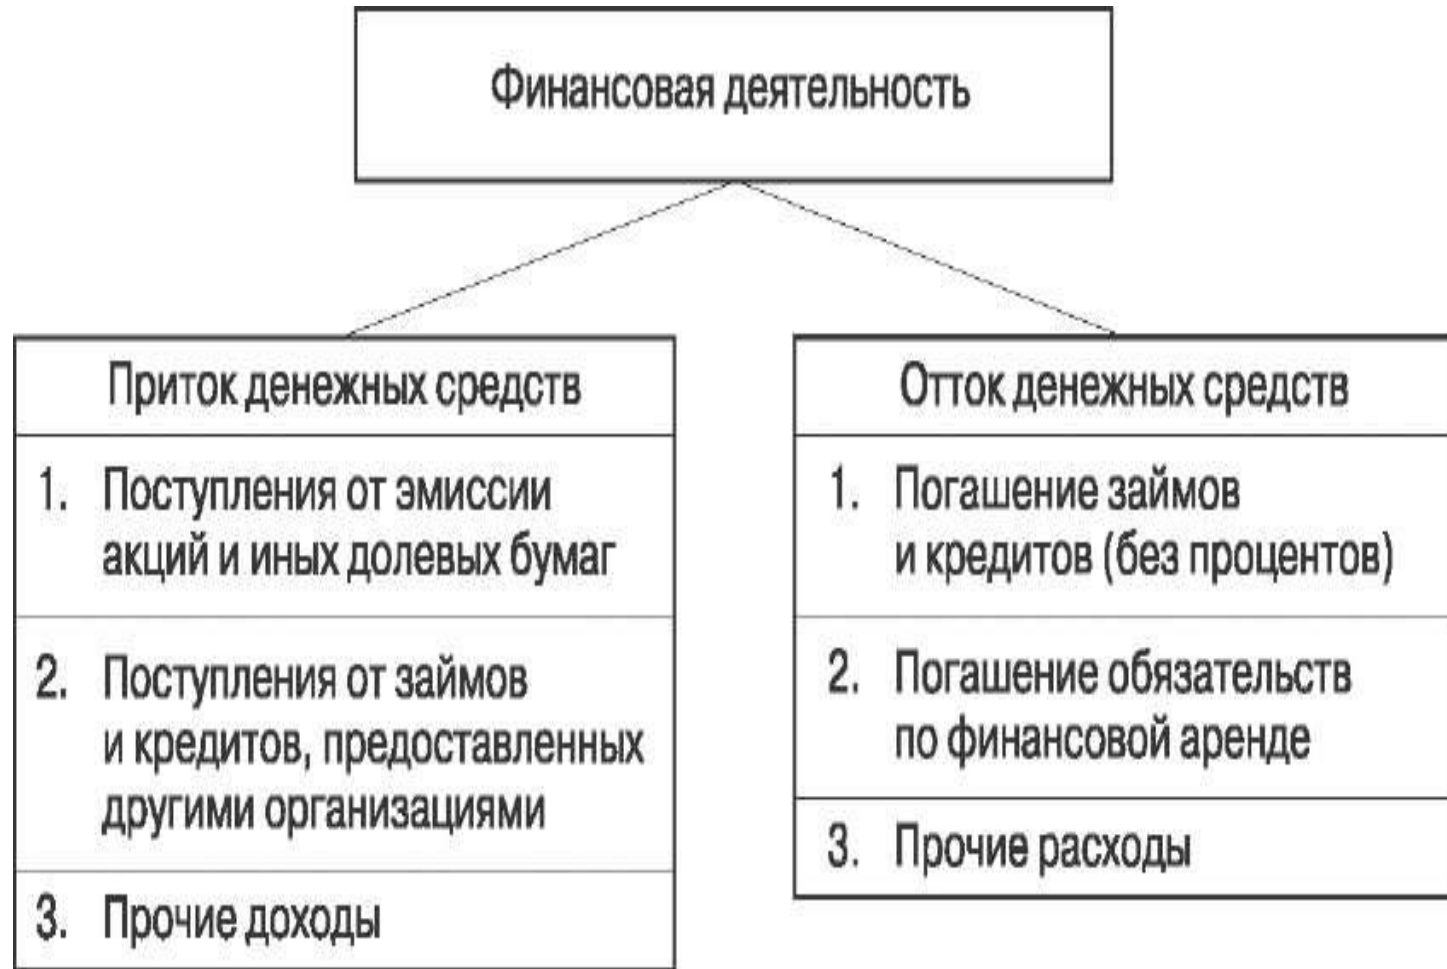 Финансовая деятельность
Приток денежных средств
1. Поступления от эмиссии
акций и иных долевых бумаг
2. Поступления от займов
и кредитов, предоставленных
другими организациями
3. Прочие доходы
Отток денежных средств
1. Погашение займов
и кредитов (без процентов)
2. Погашение обязательств
по финансовой аренде
3. Прочие расходы